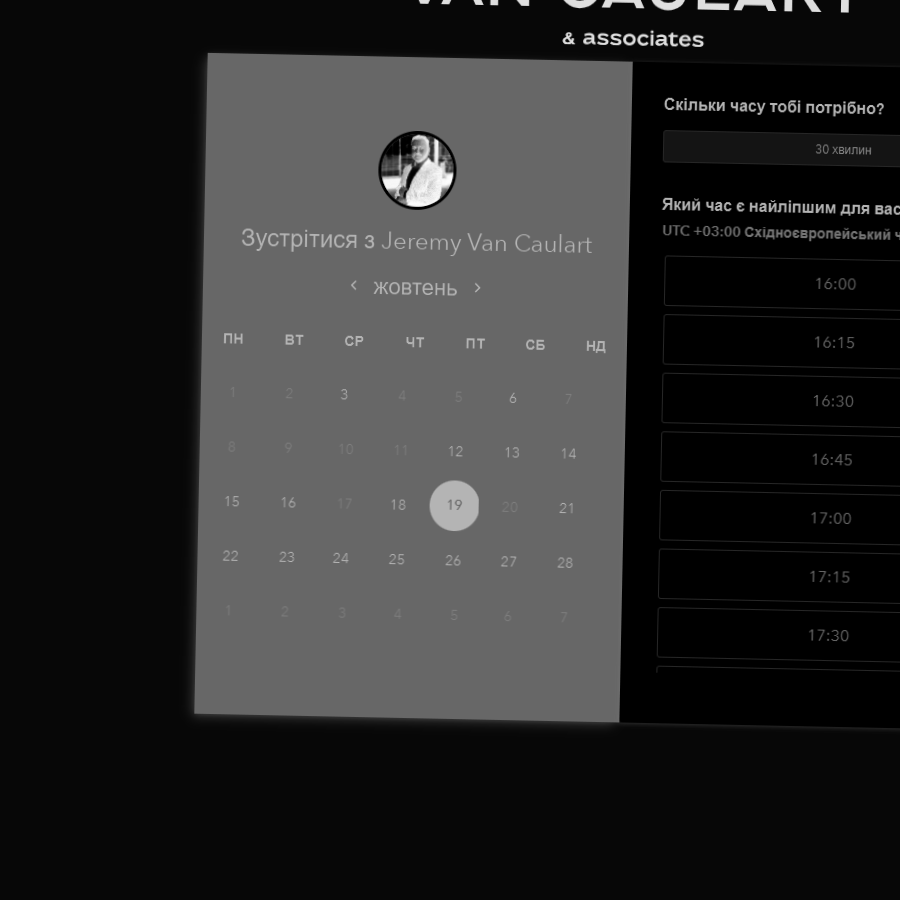 VAN CAULART
& associates
Зустрітися з Jeremy Van Caulart
жовтень
ПН ВТ СР ЧТ ПТ СБ НД
1 2 3 4 5 6 7
8 9 10 11 12 13 14
15 16 17 18 19 20 21
22 23 24 25 26 27 28
1 2 3 4 5 6 7
Скільки часу тобі потрібно?
30 хвилин
Який час є найліпшим для вас
UTC +03:00 Східноєвропейський
16:00
16:15
16:30
16:45
17:00
17:15
17:30